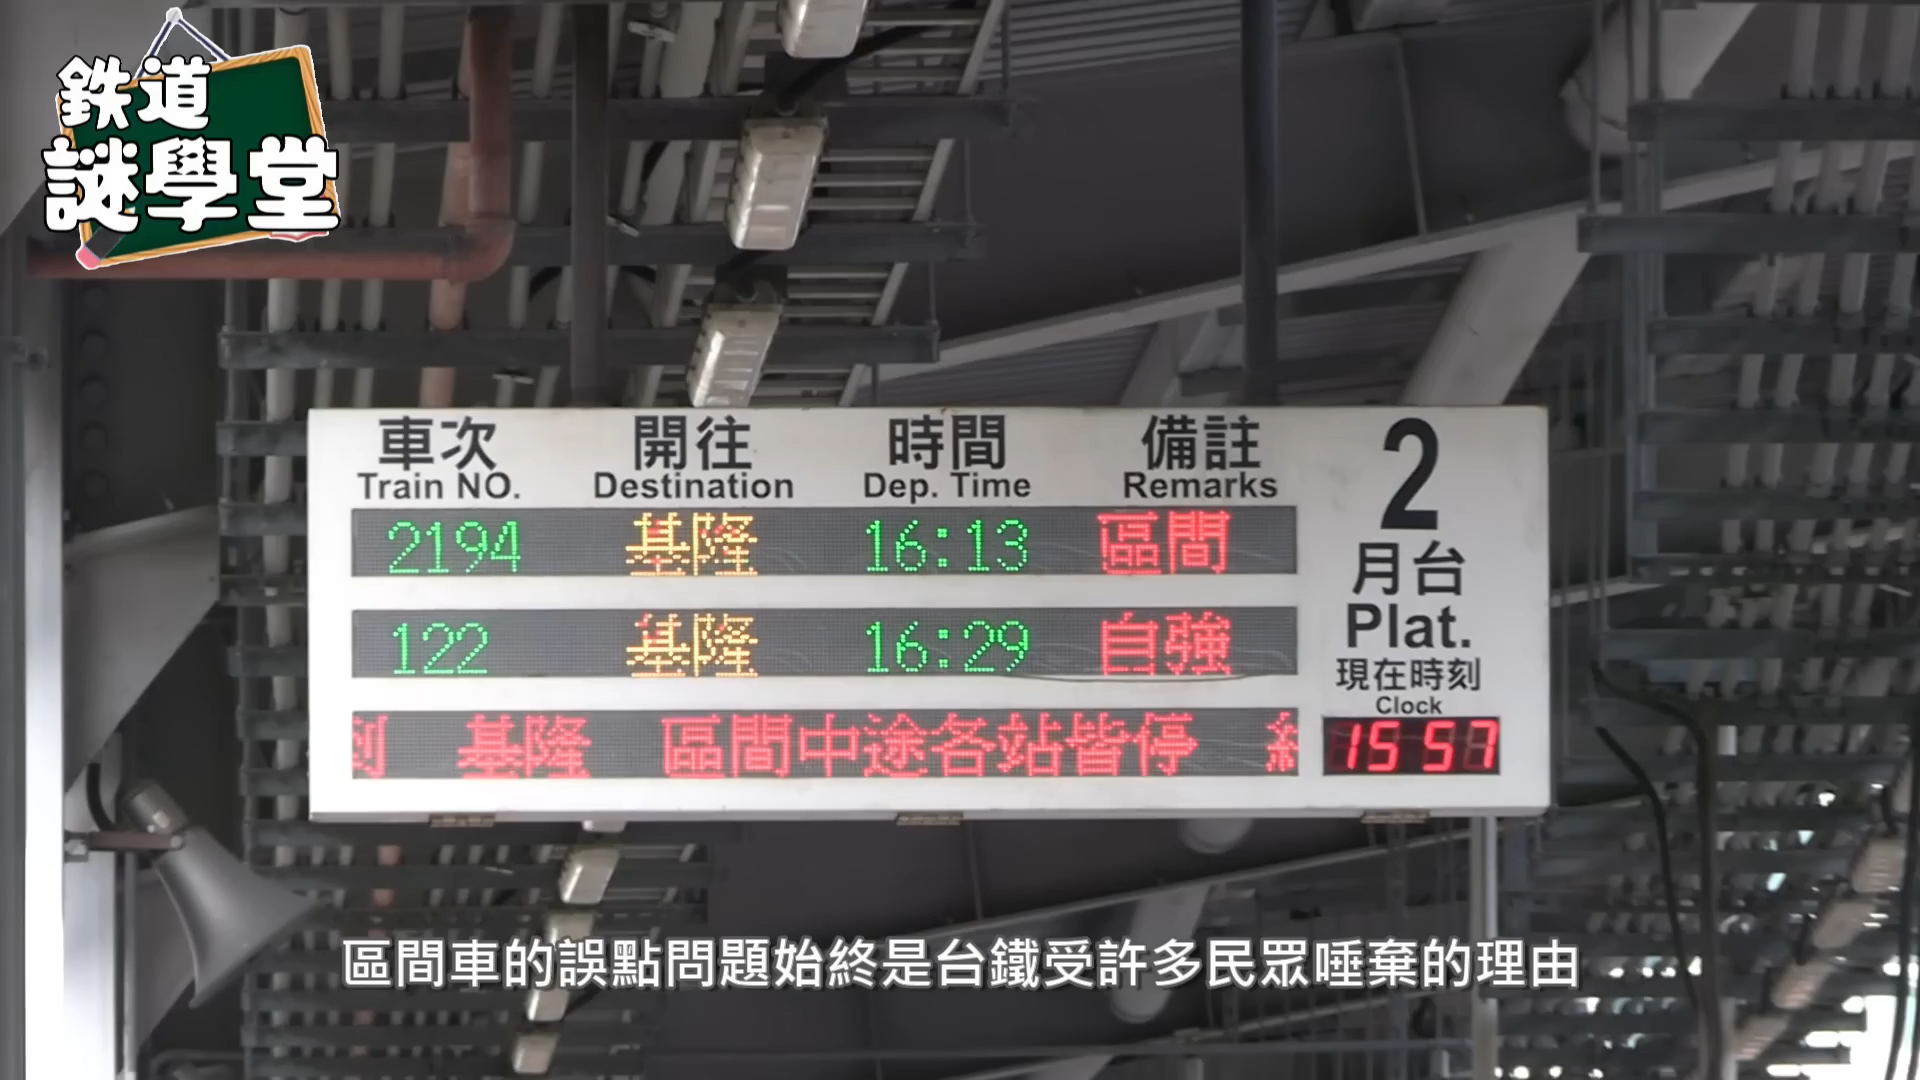 鉄道
謎學堂
車次 開往 時間 備註 2
Train NO. Destination Dep. Time Remarks
2194 基隆 16:13 區間
月台
Plat.
122 基隆 16:29 自強
現在時刻
Clock
基隆 區間中途各站皆停
15 57
區間車的誤點問題始終是台鐵受許多民眾唾棄的理由